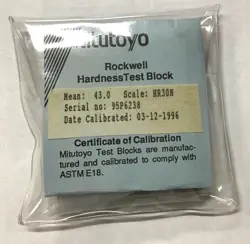 Mitutoyo
Rockwell
HardnessTest Block
Mean: 43.0 Scale: HR30N
Serial no: 95P6238
Date Calibrated: 03-12-1996
Certificate of Calibration
Mitutoyo Test Blocks are manufac-
tured and calibrated to comply with
ASTM E18.